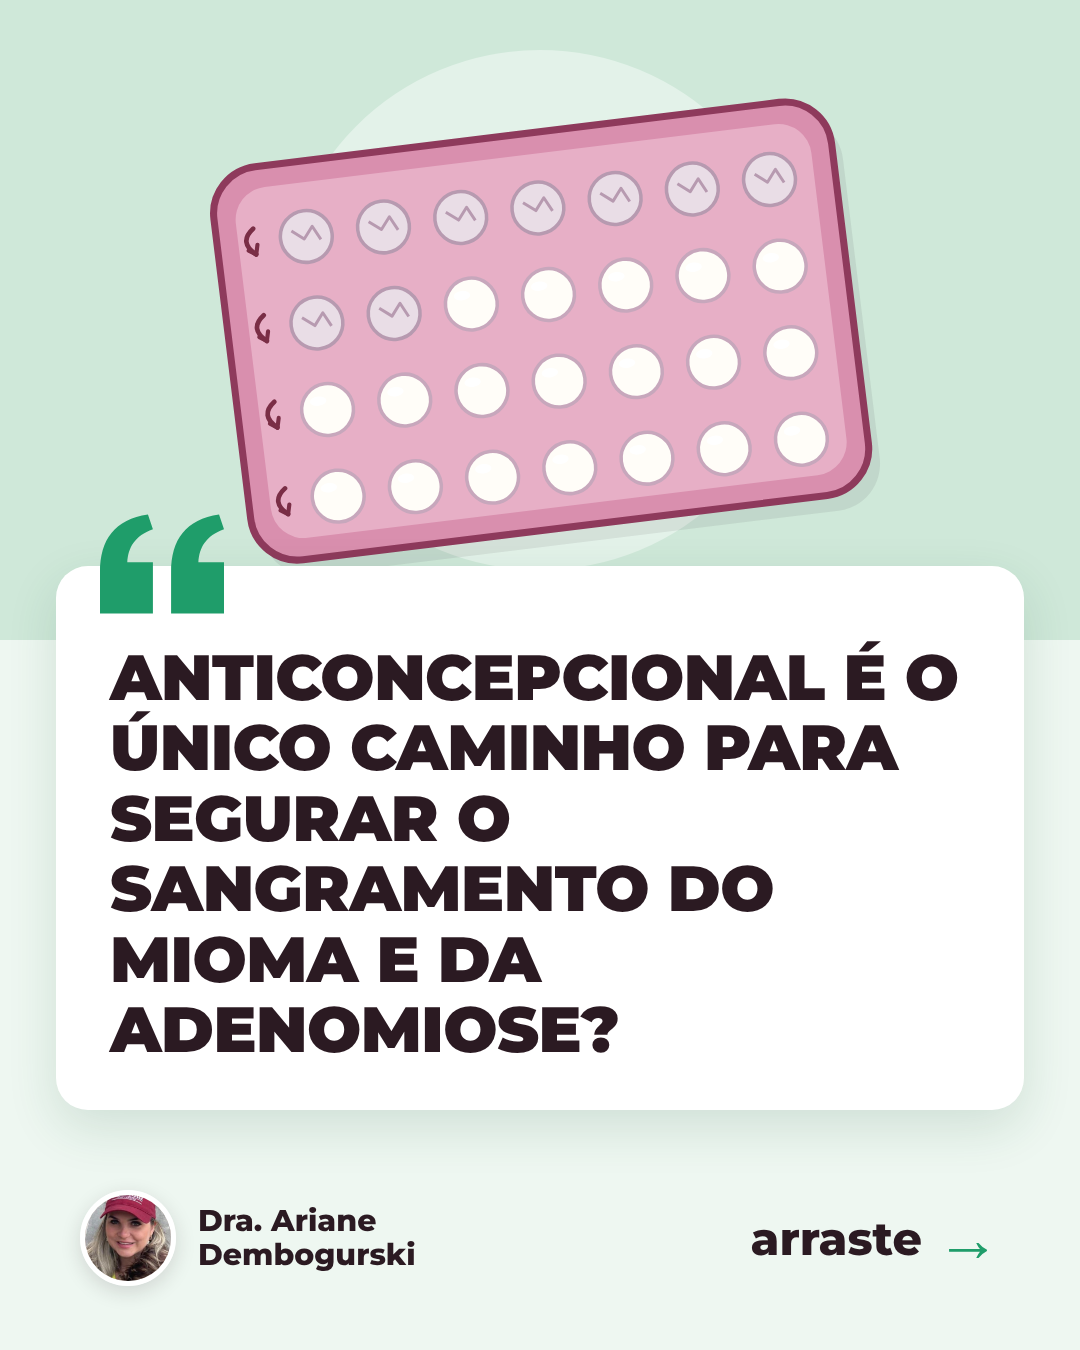 ANTICONCEPCIONAL É O
ÚNICO CAMINHO PARA
SEGURAR O
SANGRAMENTO DO
MIOMA E DA
ADENOMIOSE?
Dra. Ariane
Dembogurski
arraste →